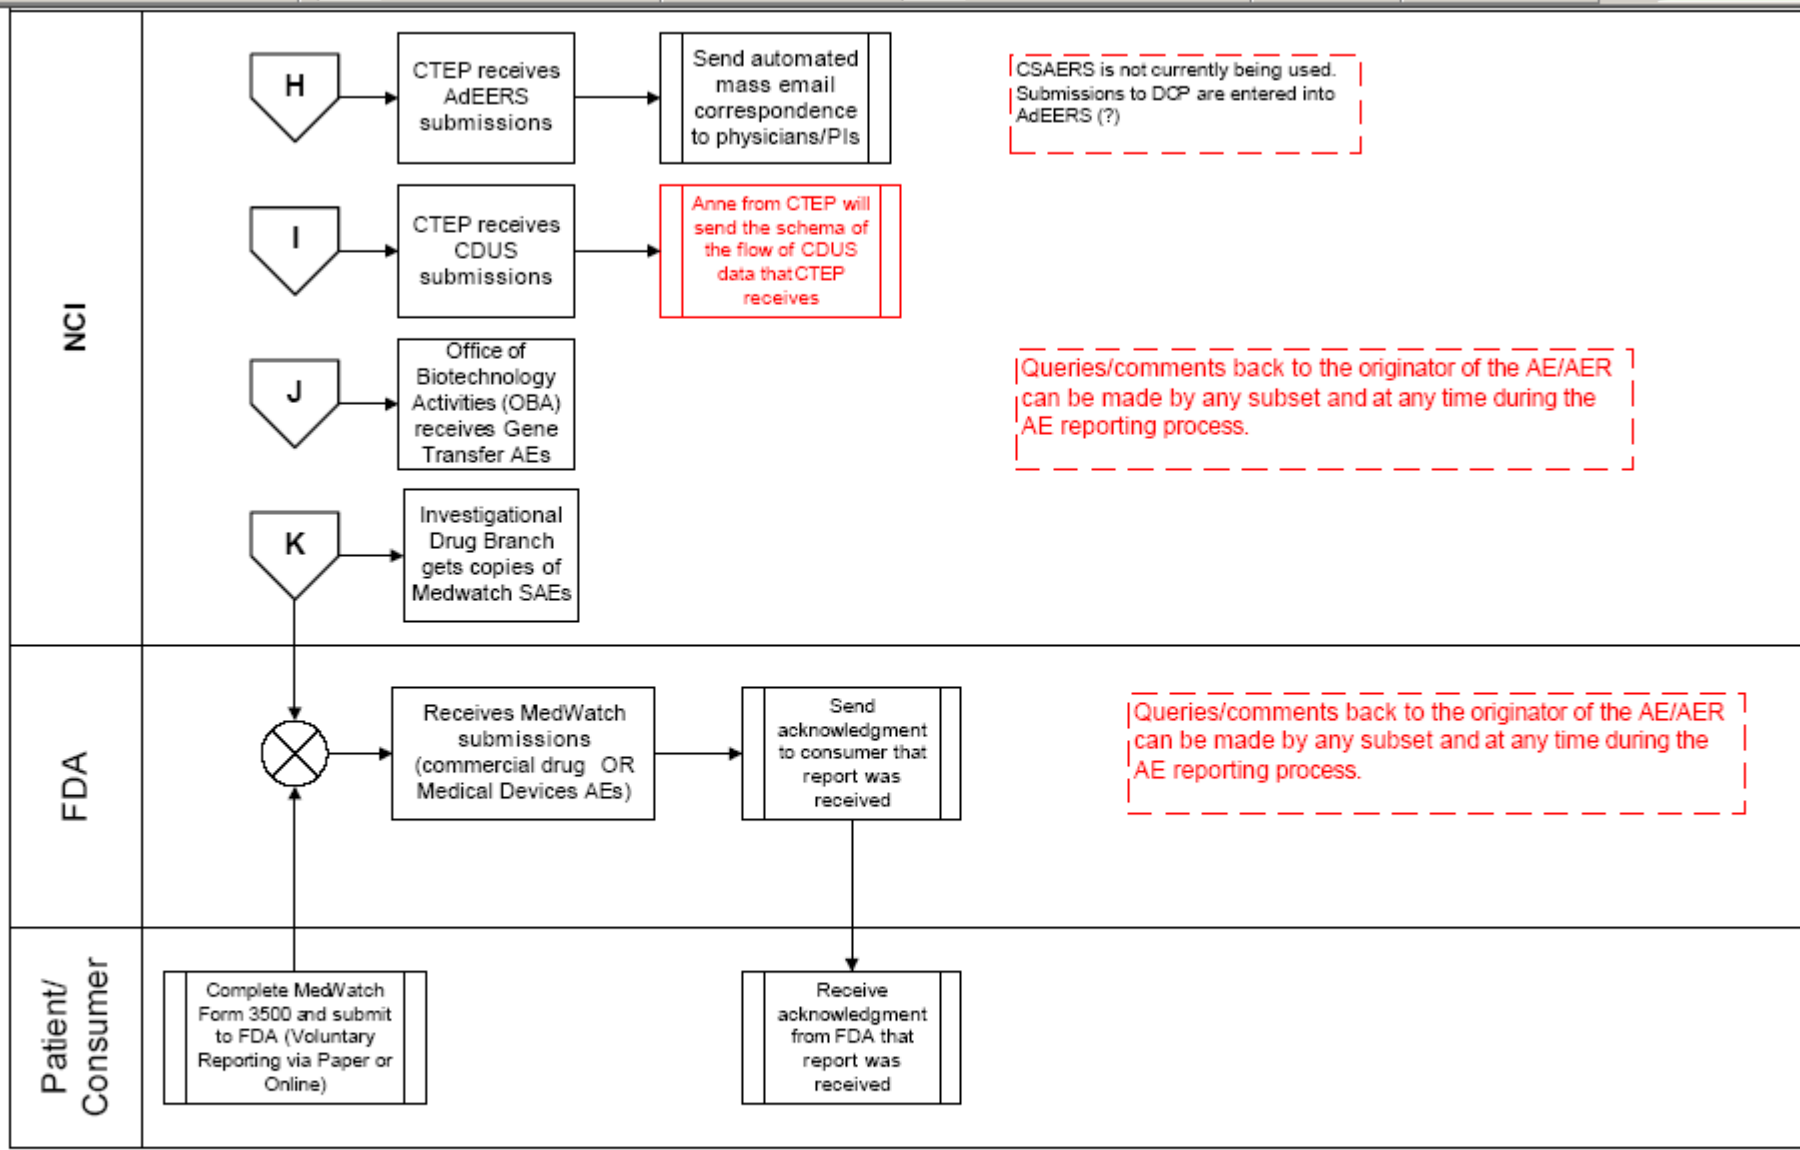 NCI
H
CTEP receives
AdEERS
submissions
Send automated
mass email
correspondence
to physicians/PIs
CSAERS is not currently being used.
Submissions to DCP are entered into
AdEERS (?)
I
CTEP receives
CDUS
submissions
Anne from CTEP will
send the schema of
the flow of CDUS
data that CTEP
receives
J
Office of
Biotechnology
Activities (OBA)
receives Gene
Transfer AEs
Queries/comments back to the originator of the AE/AER
can be made by any subset and at any time during the
AE reporting process.
K
Investigational
Drug Branch
gets copies of
Medwatch SAEs
FDA
Receives MedWatch
submissions
(commercial drug OR
Medical Devices AEs)
Send
acknowledgment
to consumer that
report was
received
Queries/comments back to the originator of the AE/AER
can be made by any subset and at any time during the
AE reporting process.
Patient/
Consumer
Complete MedWatch
Form 3500 and submit
to FDA (Voluntary
Reporting via Paper or
Online)
Receive
acknowledgment
from FDA that
report was
received